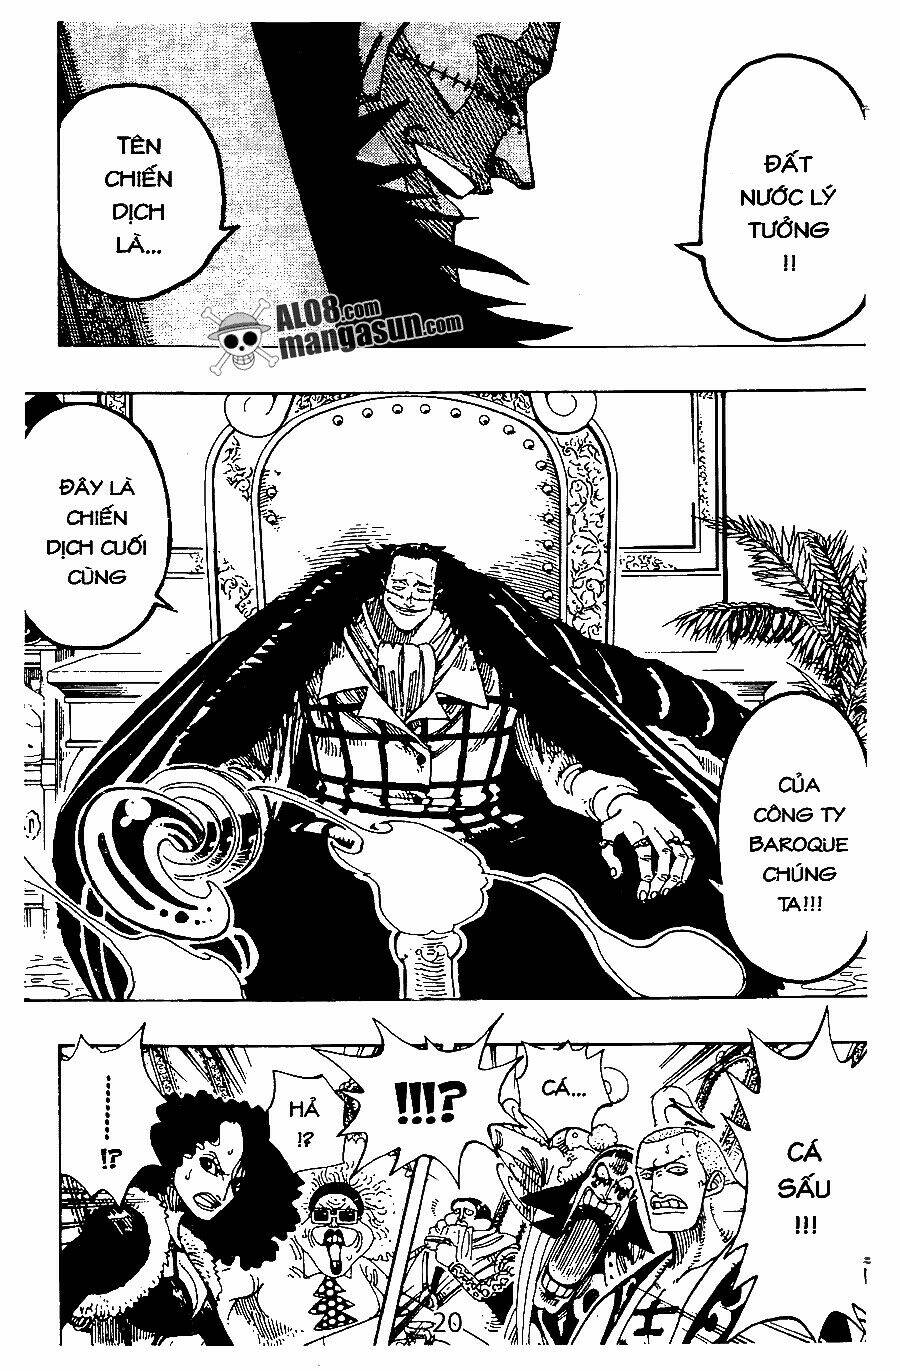 ĐẤT
NƯỚC LÝ
TƯỞNG
!!
TÊN
CHIẾN
DỊCH
LÀ...
AL08.com
mangasun.com
ĐÂY LÀ
CHIẾN
DỊCH CUỐI
CÙNG
CỦA
CÔNG TY
BAROQUE
CHÚNG
TA!!!
CÁ
SẤU
!!!
CÁ...
!!!?
HẢ
!?
.........
!?
20